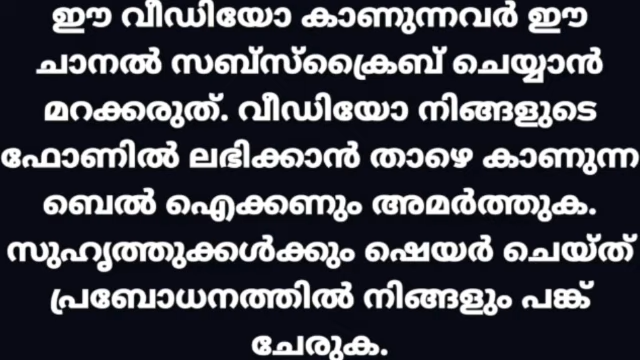 ഈ വീഡിയോ കാണുന്നവർ ഈ
ചാനൽ സബ്സ്ക്രൈബ് ചെയ്യാൻ
മറക്കരുത്. വീഡിയോ നിങ്ങളുടെ
ഫോണിൽ ലഭിക്കാൻ താഴെ കാണുന്ന
ബെൽ ഐക്കണും അമർത്തുക.
സുഹൃത്തുക്കൾക്കും ഷെയർ ചെയ്ത്
പ്രബോധനത്തിൽ നിങ്ങളും പങ്ക്
ചേരുക.